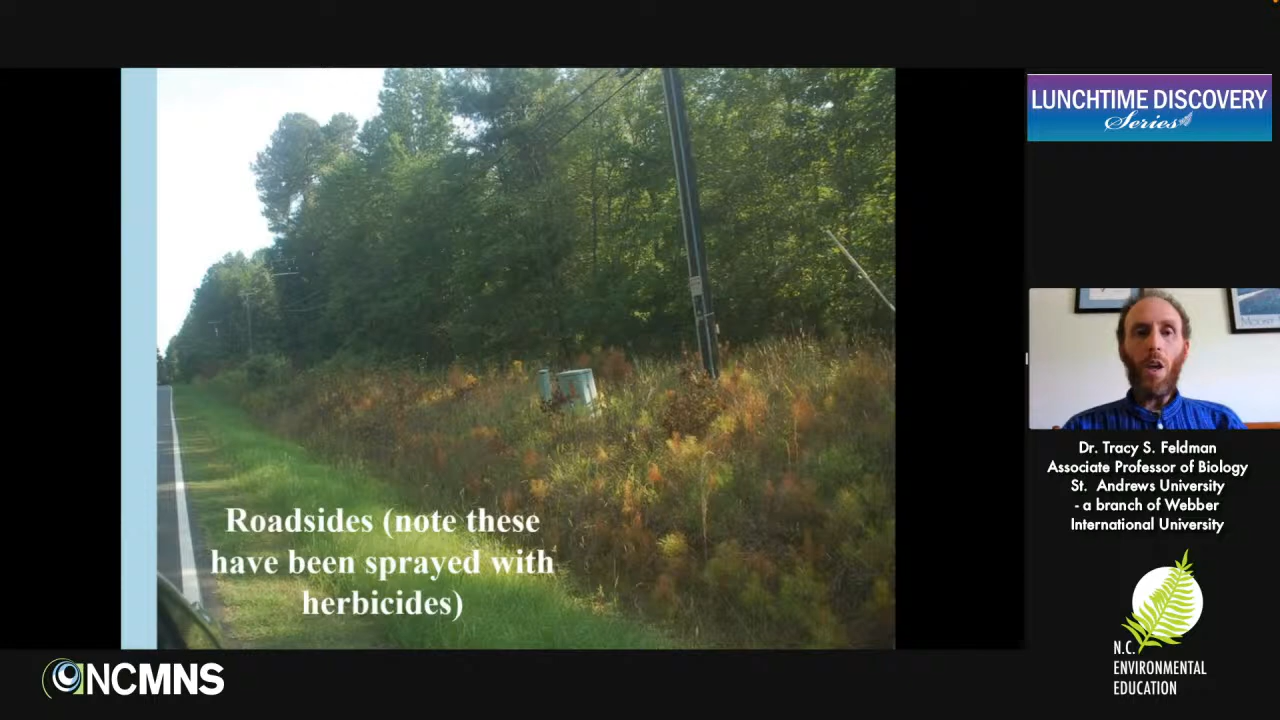 LUNCHTIME DISCOVERY
Series
Roadsides (note these
have been sprayed with
herbicides)
Dr. Tracy S. Feldman
Associate Professor of Biology
St. Andrews University
- a branch of Webber
International University
NCMNS
N.C.
ENVIRONMENTAL
EDUCATION